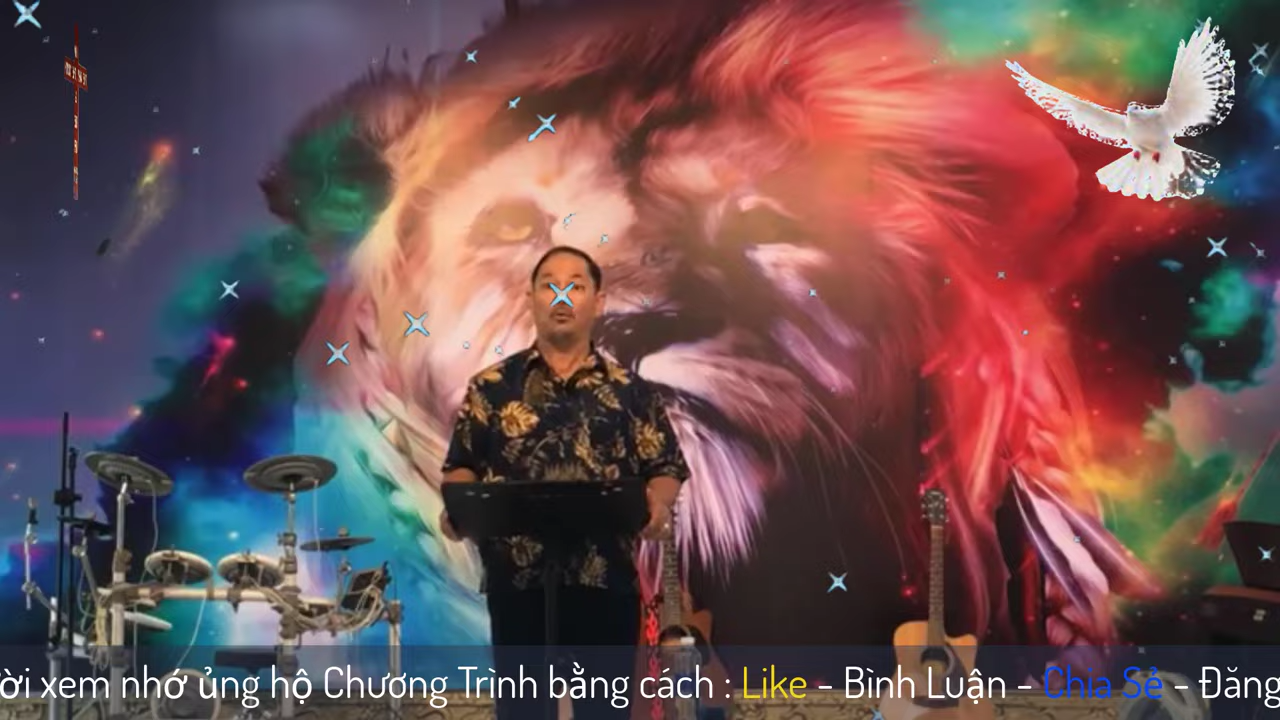 ời xem nhớ ủng hộ Chương Trình bằng cách : Like - Bình Luận - Chia Sẻ - Đăng